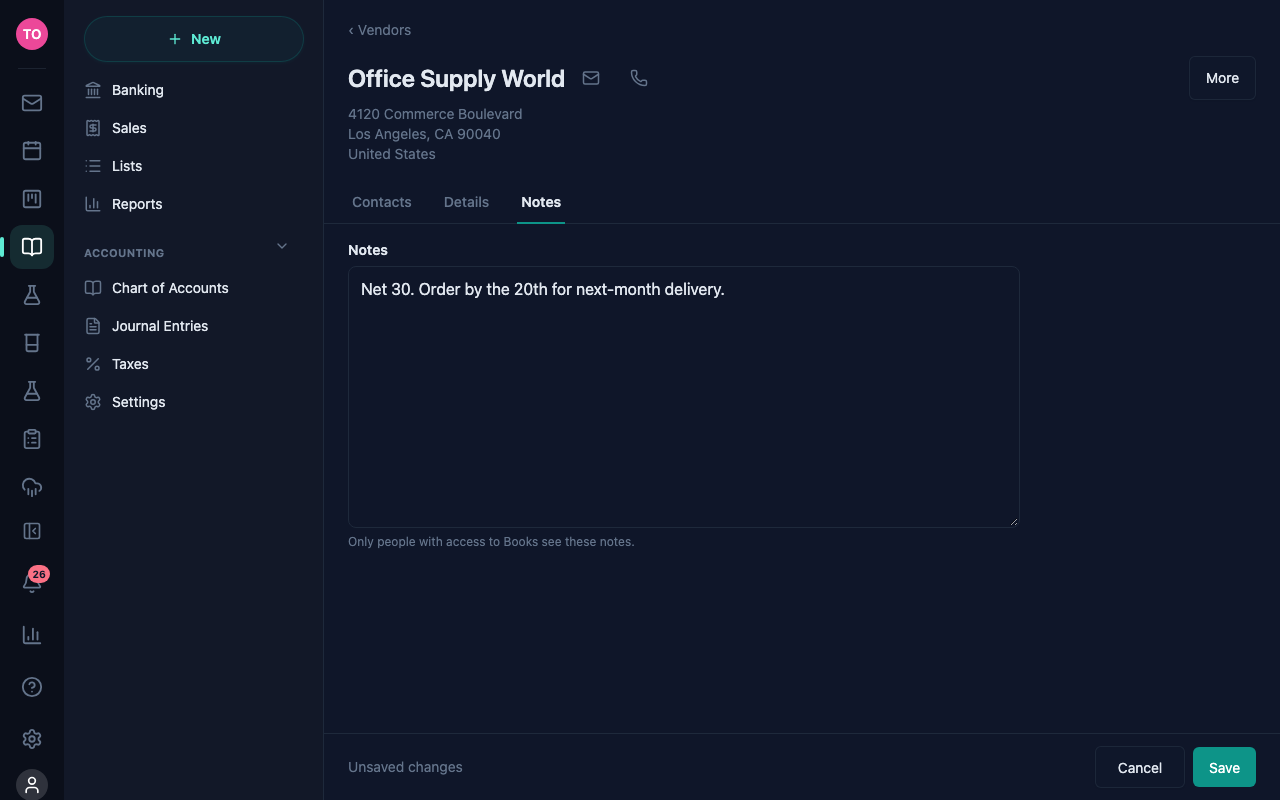 TO
+ New
Banking
Sales
Lists
Reports
ACCOUNTING
Chart of Accounts
Journal Entries
Taxes
Settings
26
‹ Vendors
Office Supply World
More
4120 Commerce Boulevard
Los Angeles, CA 90040
United States
Contacts Details Notes
Notes
Net 30. Order by the 20th for next-month delivery.
Only people with access to Books see these notes.
Unsaved changes
Cancel Save